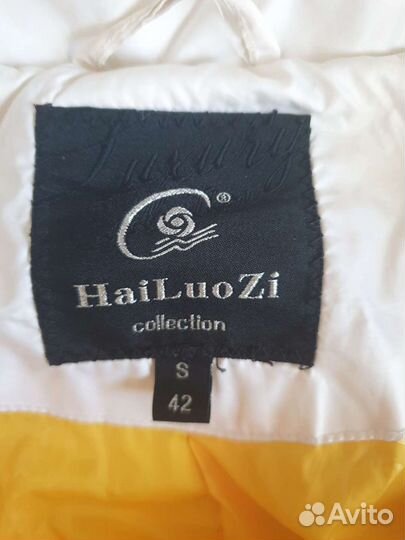 Luxury
®
HaiLuoZi
collection
S
42
Avito